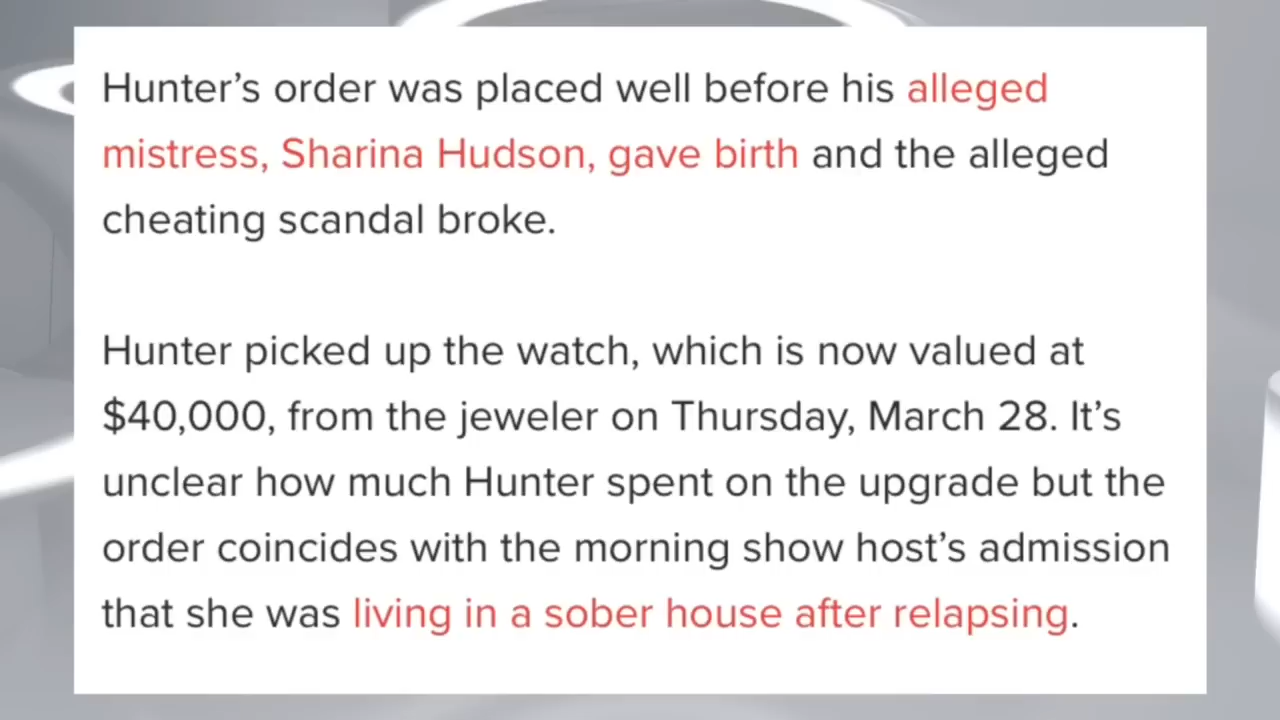 Hunter’s order was placed well before his alleged
mistress, Sharina Hudson, gave birth and the alleged
cheating scandal broke.
Hunter picked up the watch, which is now valued at
$40,000, from the jeweler on Thursday, March 28. It’s
unclear how much Hunter spent on the upgrade but the
order coincides with the morning show host’s admission
that she was living in a sober house after relapsing.